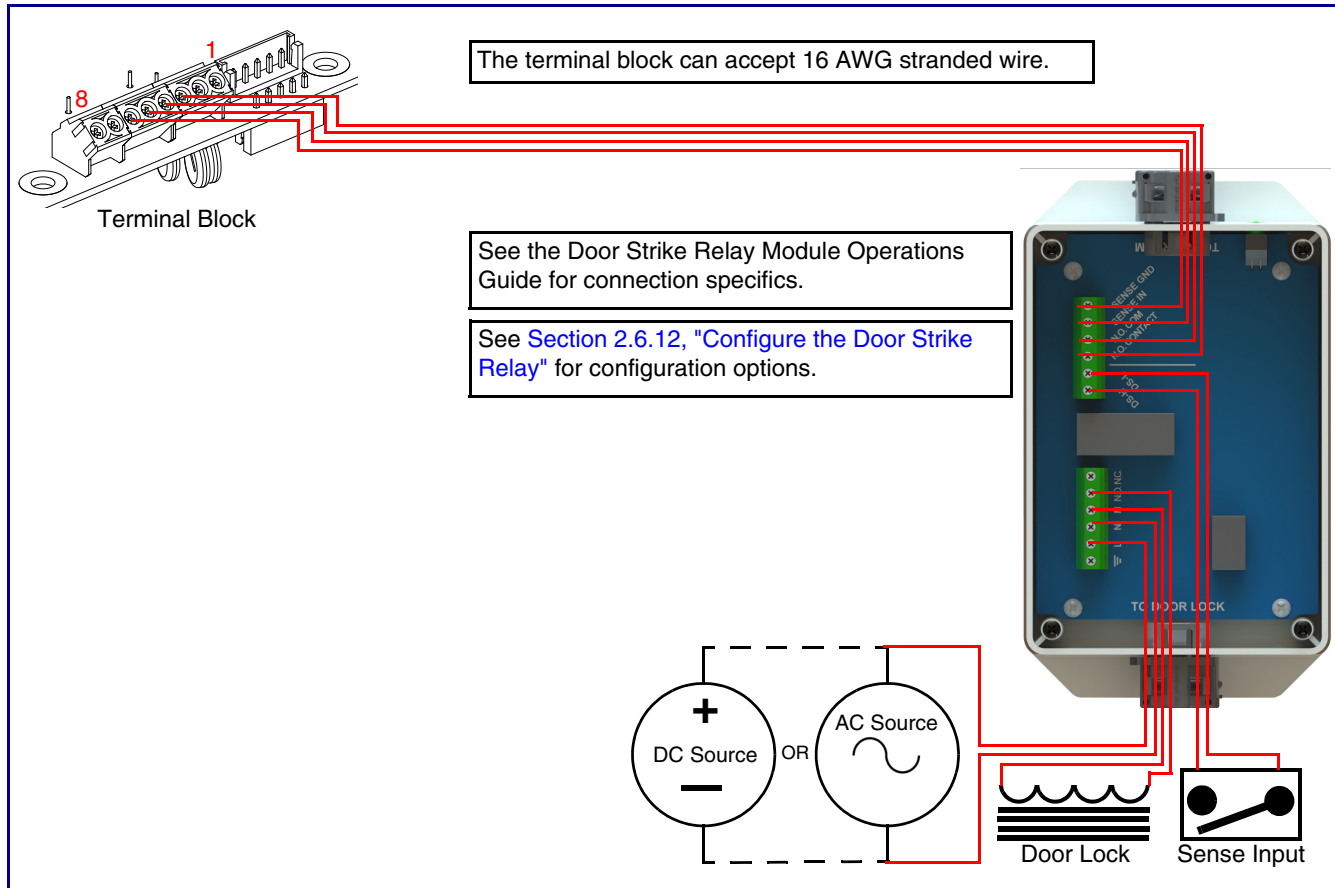 1
The terminal block can accept 16 AWG stranded wire.
8
Terminal Block
See the Door Strike Relay Module Operations
Guide for connection specifics.
See Section 2.6.12, "Configure the Door Strike
Relay" for configuration options.
SENSE GND
SENSE IN
N.O. COM
N.O. CONTACT
DS-1
N.C.
N.O.
N
N
L
TO DOOR LOCK
+
DC Source
OR
AC Source
Door Lock
Sense Input